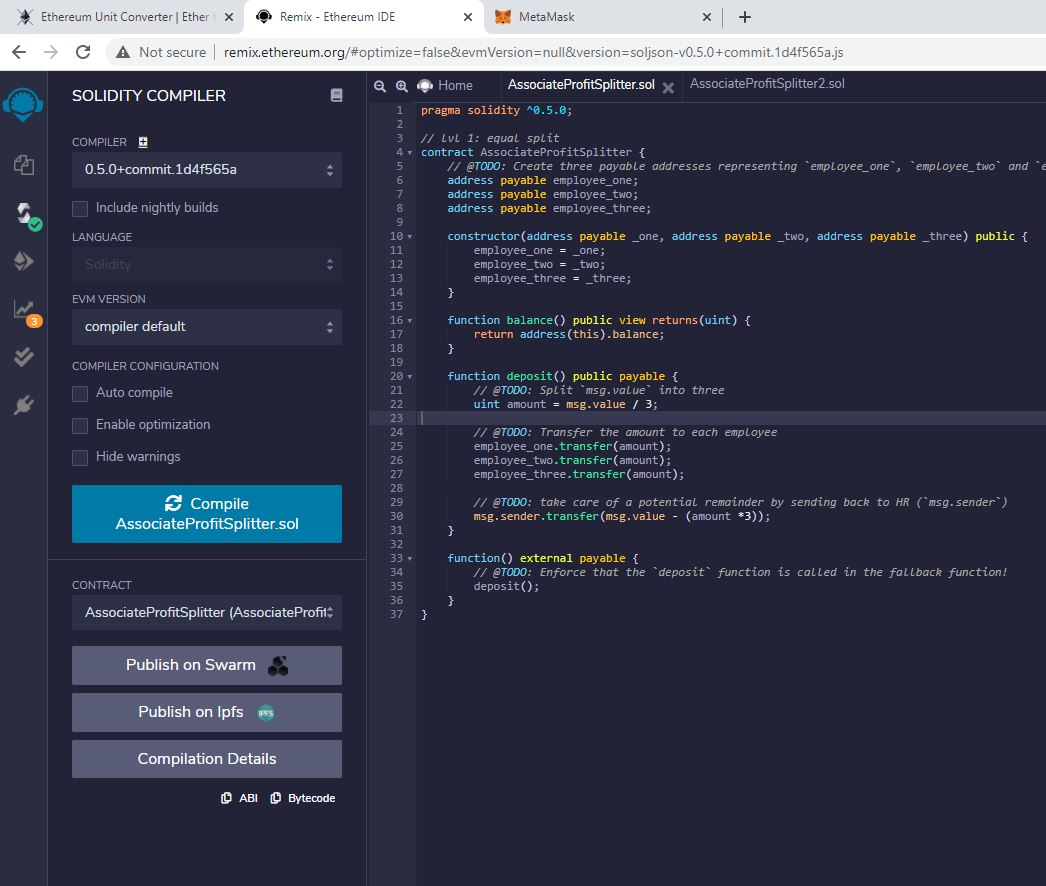 Ethereum Unit Converter | Ether t
Remix - Ethereum IDE
MetaMask
Not secure
remix.ethereum.org/#optimize=false&evmVersion=null&version=soljson-v0.5.0+commit.1d4f565a.js
SOLIDITY COMPILER
COMPILER
0.5.0+commit.1d4f565a
Include nightly builds
LANGUAGE
Solidity
EVM VERSION
compiler default
COMPILER CONFIGURATION
Auto compile
Enable optimization
Hide warnings
Compile
AssociateProfitSplitter.sol
CONTRACT
AssociateProfitSplitter (AssociateProfit
Publish on Swarm
Publish on Ipfs
IPFS
Compilation Details
ABI
Bytecode
3
Home
AssociateProfitSplitter.sol
AssociateProfitSplitter2.sol
1 pragma solidity ^0.5.0;
2
3 // lvl 1: equal split
4 contract AssociateProfitSplitter {
5 // @TODO: Create three payable addresses representing `employee_one`, `employee_two` and `e
6 address payable employee_one;
7 address payable employee_two;
8 address payable employee_three;
9
10 constructor(address payable _one, address payable _two, address payable _three) public {
11 employee_one = _one;
12 employee_two = _two;
13 employee_three = _three;
14 }
15
16 function balance() public view returns(uint) {
17 return address(this).balance;
18 }
19
20 function deposit() public payable {
21 // @TODO: Split `msg.value` into three
22 uint amount = msg.value / 3;
23
24 // @TODO: Transfer the amount to each employee
25 employee_one.transfer(amount);
26 employee_two.transfer(amount);
27 employee_three.transfer(amount);
28
29 // @TODO: take care of a potential remainder by sending back to HR (`msg.sender`)
30 msg.sender.transfer(msg.value - (amount *3));
31 }
32
33 function() external payable {
34 // @TODO: Enforce that the `deposit` function is called in the fallback function!
35 deposit();
36 }
37 }